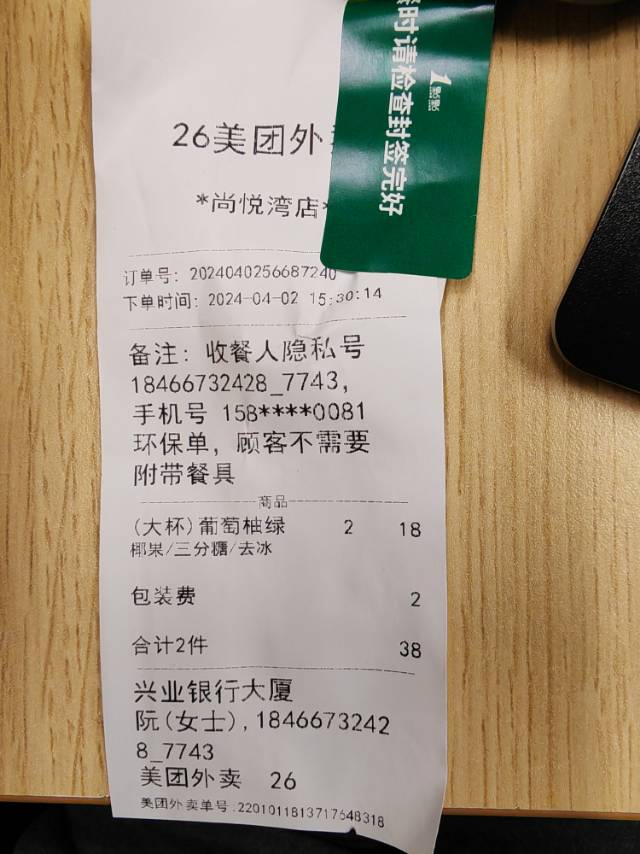 时请检查封签完好
1點點
26美团外
*尚悦湾店*
订单号: 2024040256687240
下单时间: 2024-04-02 15:30:14
备注: 收餐人隐私号
18466732428_7743,
手机号 158****0081
环保单, 顾客不需要
附带餐具
商品
(大杯)葡萄柚绿 2 18
椰果/三分糖/去冰
包装费 2
合计2件 38
兴业银行大厦
阮(女士),1846673242
8_7743
美团外卖 26
美团外卖单号:2201011813717648318